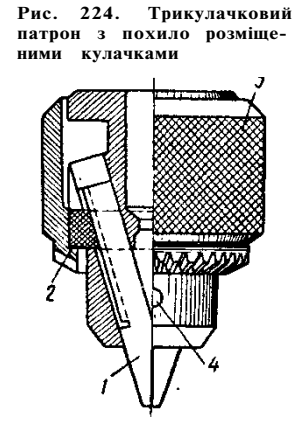 Рис. 224. Трикулачковий
патрон з похило розміще-
ними кулачками
3
2
1
4